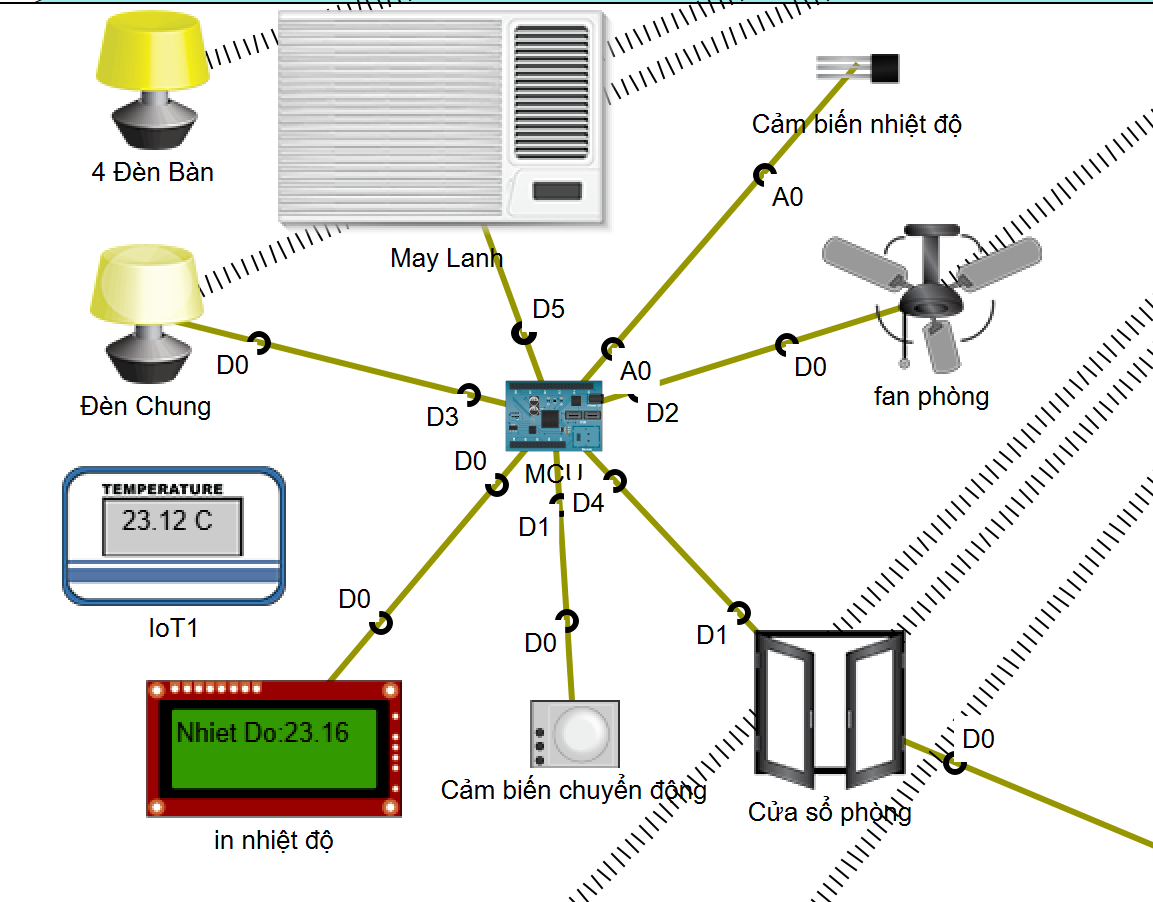 4 Đèn Bàn
May Lanh
Cảm biến nhiệt độ
A0
D5
D0
D3
Đèn Chung
A0
D0
D2
fan phòng
MCU
D0
D1
D4
TEMPERATURE
23.12 C
IoT1
D0
D0
D1
Nhiet Do:23.16
in nhiệt độ
Cảm biến chuyển động
D0
Cửa sổ phòng